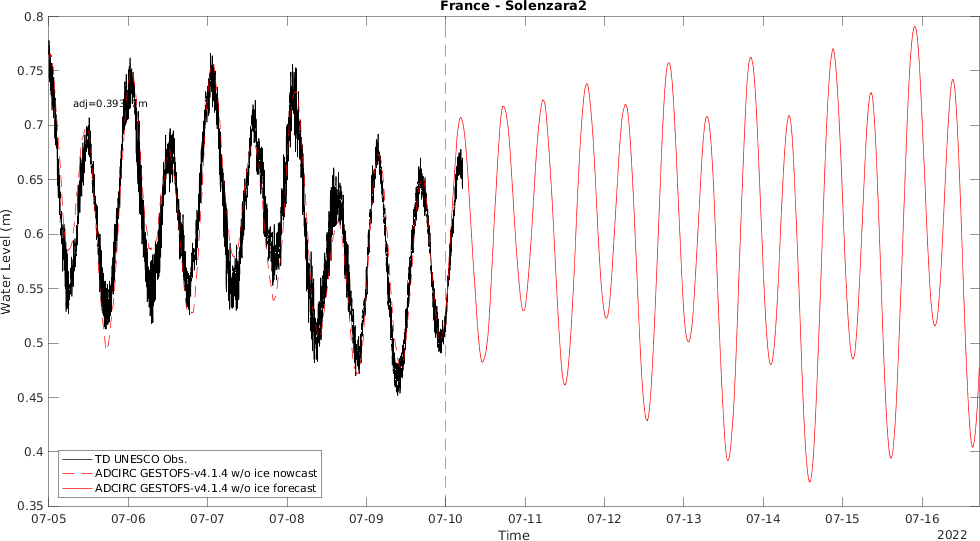 France - Solenzara2
0.8
0.75
0.7
0.65
0.6
0.55
0.5
0.45
0.4
0.35
Water Level (m)
TD UNESCO Obs.
ADCIRC GESTOFS-v4.1.4 w/o ice nowcast
ADCIRC GESTOFS-v4.1.4 w/o ice forecast
07-05 07-06 07-07 07-08 07-09 07-10 07-11 07-12 07-13 07-14 07-15 07-16
Time
2022